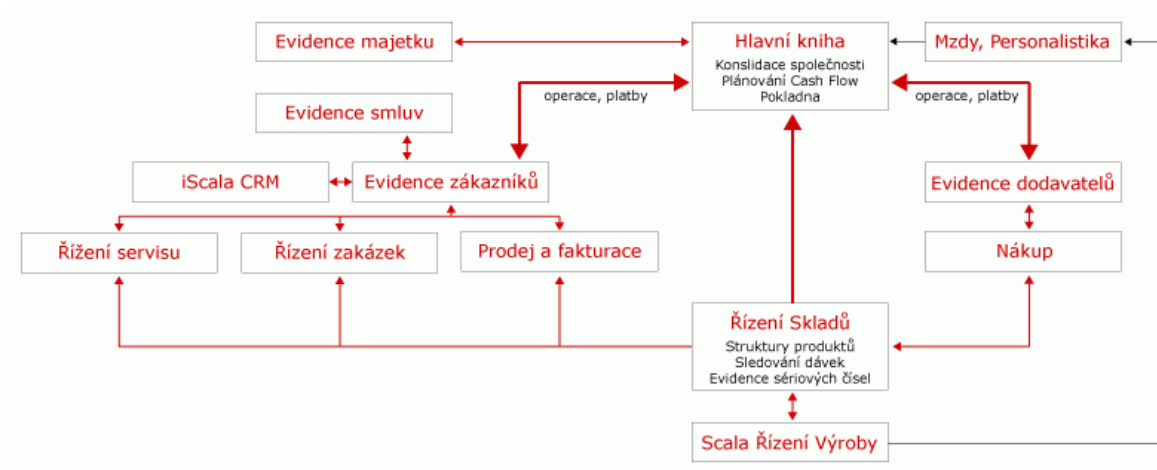 Evidence majetku
Hlavní kniha
Konslidace společnosti
Plánování Cash Flow
Pokladna
Mzdy, Personalistika
operace, platby
operace, platby
Evidence smluv
iScala CRM
Evidence zákazníků
Evidence dodavatelů
Řížení servisu
Řízení zakázek
Prodej a fakturace
Nákup
Řízení Skladů
Struktury produktů
Sledování dávek
Evidence sériových čísel
Scala Řízení Výroby